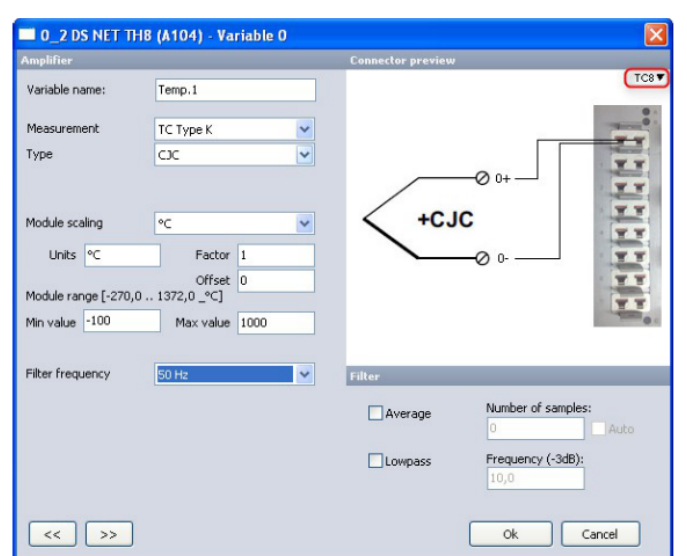 0_2 DS NET TH8 (A104) - Variable 0
Amplifier
Connector preview
Variable name: Temp.1
TC8▼
Measurement TC Type K
Type CJC
0+
+CJC
0-
Module scaling °C
Units °C Factor 1
Offset 0
Module range [-270,0 .. 1372,0 _°C]
Min value -100 Max value 1000
Filter frequency 50 Hz
Filter
Average
Number of samples:
0
Auto
Lowpass
Frequency (-3dB):
10,0
<< >>
Ok Cancel